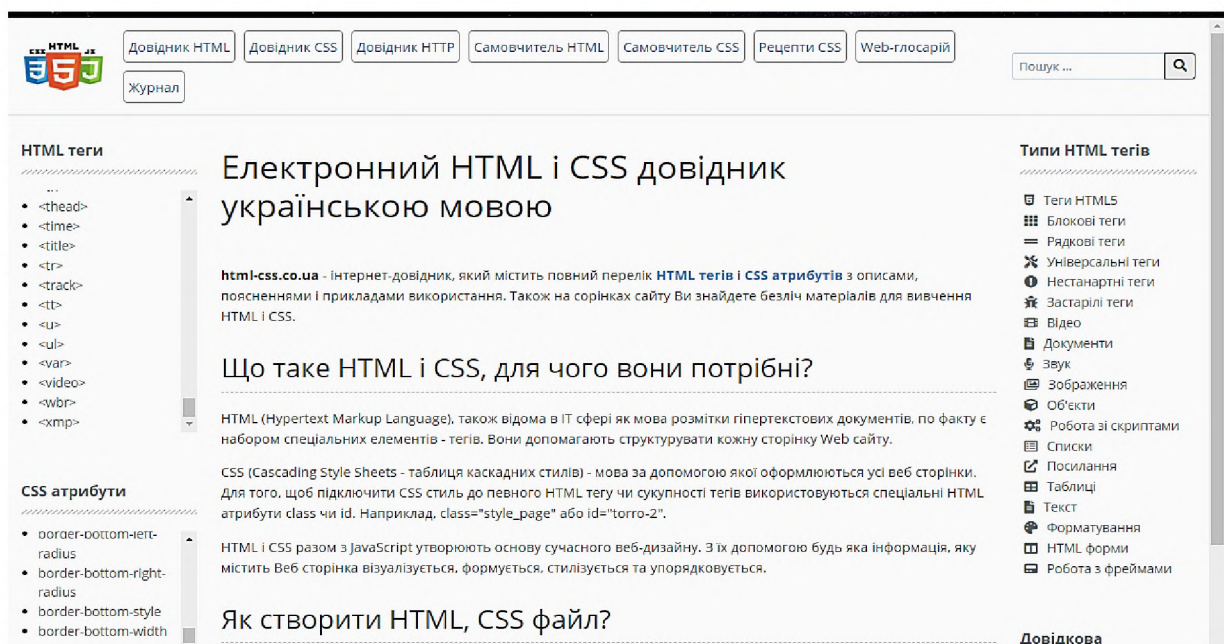 CSS HTML JS
Довідник HTML
Довідник CSS
Довідник HTTP
Самовчитель HTML
Самовчитель CSS
Рецепти CSS
Web-глосарій
Журнал
Пошук ...
HTML теги
<thead>
<time>
<title>
<tr>
<track>
<tt>
<u>
<ul>
<var>
<video>
<wbr>
<xmp>
CSS атрибути
border-bottom-left-
radius
border-bottom-right-
radius
border-bottom-style
border-bottom-width
Електронний HTML і CSS довідник
українською мовою
html-css.co.ua - інтернет-довідник, який містить повний перелік HTML тегів і CSS атрибутів з описами,
поясненнями і прикладами використання. Також на сорінках сайту Ви знайдете безліч матеріалів для вивчення
HTML і CSS.
Що таке HTML і CSS, для чого вони потрібні?
HTML (Hypertext Markup Language), також відома в ІТ сфері як мова розмітки гіпертекстових документів, по факту є
набором спеціальних елементів - тегів. Вони допомагають структурувати кожну сторінку Web сайту.
CSS (Cascading Style Sheets - таблиця каскадних стилів) - мова за допомогою якої оформлюються усі веб сторінки.
Для того, щоб підключити CSS стиль до певного HTML тегу чи сукупності тегів використовуються спеціальні HTML
атрибути class чи id. Наприклад, class="style_page" або id="torro-2".
HTML і CSS разом з JavaScript утворюють основу сучасного веб-дизайну. З їх допомогою будь яка інформація, яку
містить Веб сторінка візуалізується, формується, стилізується та упорядковується.
Як створити HTML, CSS файл?
Типи HTML тегів
Теги HTML5
Блокові теги
Рядкові теги
Універсальні теги
Нестанартні теги
Застарілі теги
Відео
Документи
Звук
Зображення
Об'єкти
Робота зі скриптами
Списки
Посилання
Таблиці
Текст
Форматування
HTML форми
Робота з фреймами
Довідкова